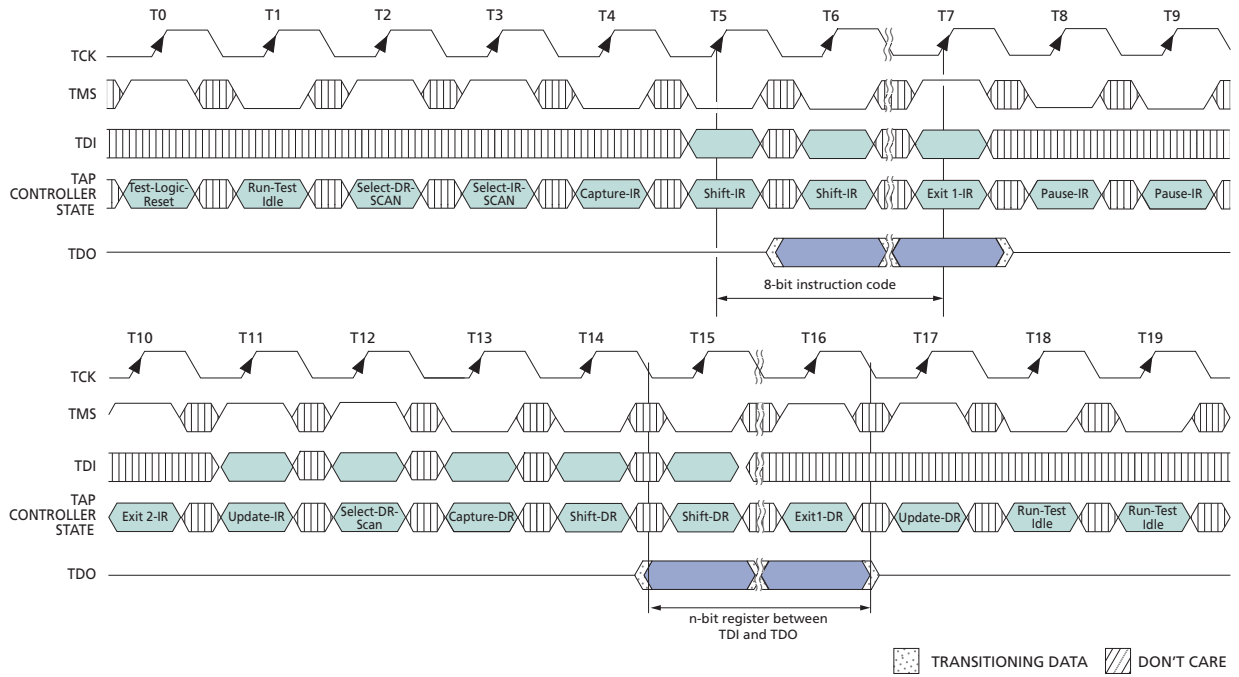 T0 T1 T2 T3 T4 T5 T6 T7 T8 T9
TCK
TMS
TDI
TAP
CONTROLLER
STATE
Test-Logic-
Reset
Run-Test
Idle
Select-DR-
SCAN
Select-IR-
SCAN
Capture-IR
Shift-IR
Shift-IR
Exit 1-IR
Pause-IR
Pause-IR
TDO
8-bit instruction code
T10 T11 T12 T13 T14 T15 T16 T17 T18 T19
TCK
TMS
TDI
TAP
CONTROLLER
STATE
Exit 2-IR
Update-IR
Select-DR-
Scan
Capture-DR
Shift-DR
Shift-DR
Exit1-DR
Update-DR
Run-Test
Idle
Run-Test
Idle
TDO
n-bit register between
TDI and TDO
TRANSITIONING DATA
DON'T CARE